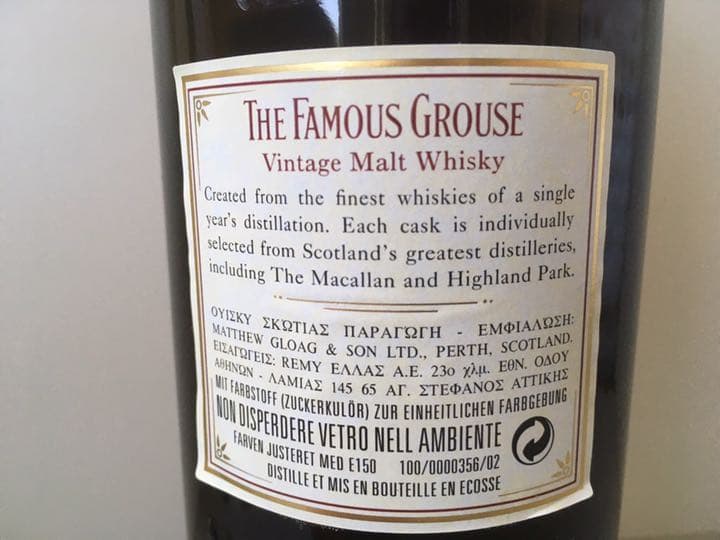 THE FAMOUS GROUSE
Vintage Malt Whisky
Created from the finest whiskies of a single
year's distillation. Each cask is individually
selected from Scotland's greatest distilleries,
including The Macallan and Highland Park.
ΟΥΙΣΚΥ ΣΚΩΤΙΑΣ ΠΑΡΑΓΩΓΗ - ΕΜΦΙΑΛΩΣΗ:
MATTHEW GLOAG & SON LTD., PERTH, SCOTLAND.
ΕΙΣΑΓΩΓΕΙΣ: REMY ΕΛΛΑΣ Α.Ε. 23ο χλμ. ΕΘΝ. ΟΔΟΥ
ΑΘΗΝΩΝ - ΛΑΜΙΑΣ 145 65 ΑΓ. ΣΤΕΦΑΝΟΣ ΑΤΤΙΚΗΣ
MIT FARBSTOFF (ZUCKERKULÖR) ZUR EINHEITLICHEN FARBGEBUNG
NON DISPERDERE VETRO NELL AMBIENTE
FARVEN JUSTERET MED E150 100/0000356/02
DISTILLE ET MIS EN BOUTEILLE EN ECOSSE